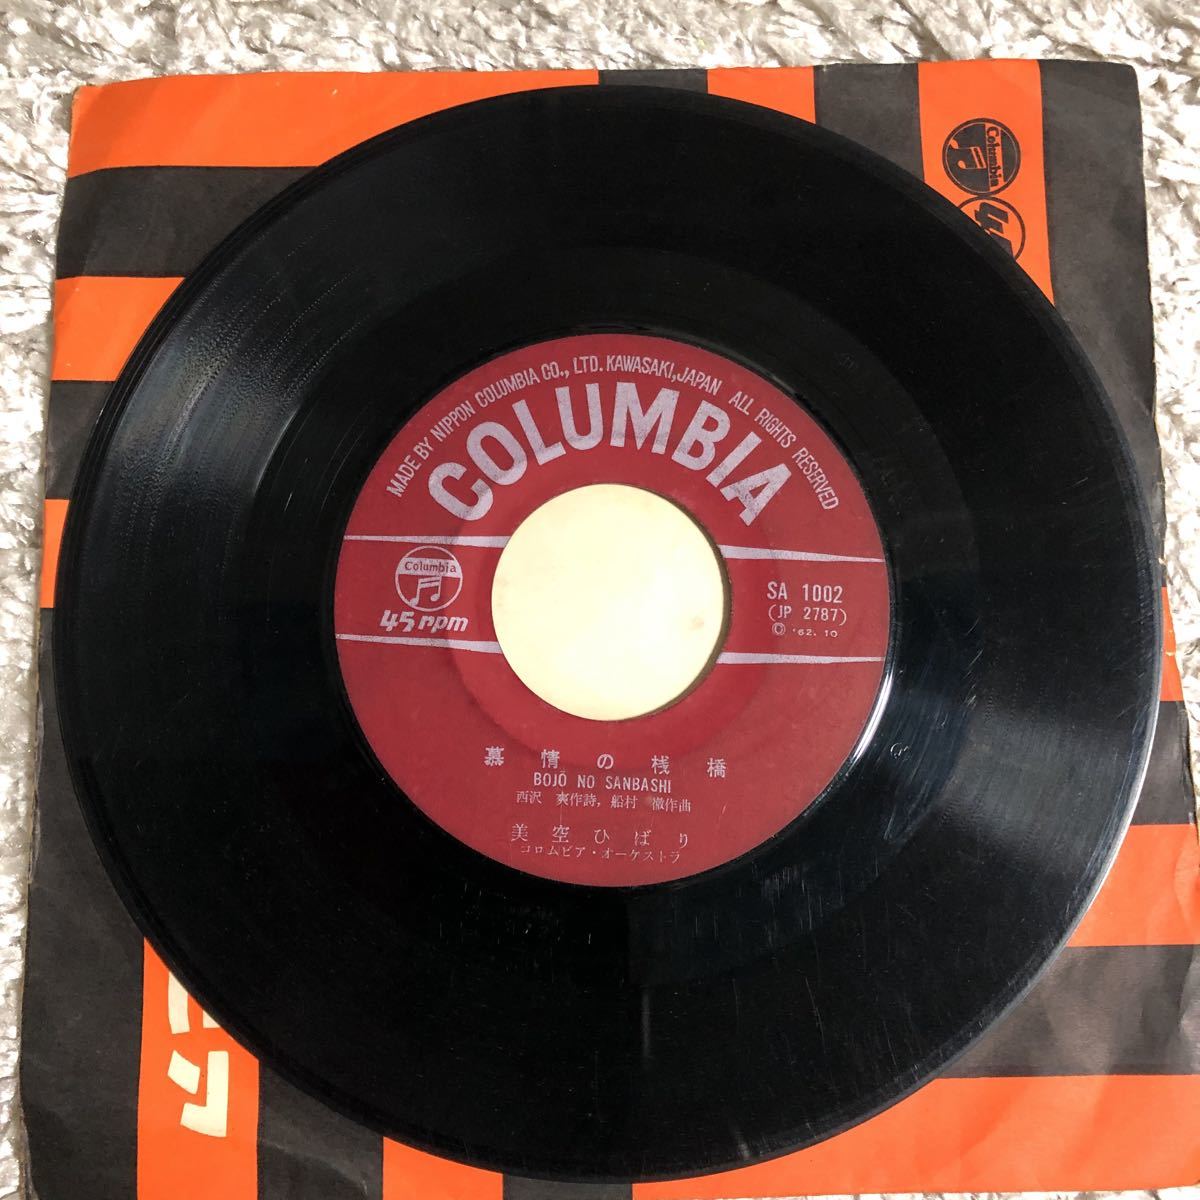 MADE BY NIPPON COLUMBIA CO., LTD. KAWASAKI, JAPAN ALL RIGHTS RESERVED
COLUMBIA
Columbia
45 rpm
SA 1002
(JP 2787)
© '62. 10
慕情の桟橋
BOJŌ NO SANBASHI
西沢 爽作詩, 船村 徹作曲
美空ひばり
コロムビア・オーケストラ
Columbia